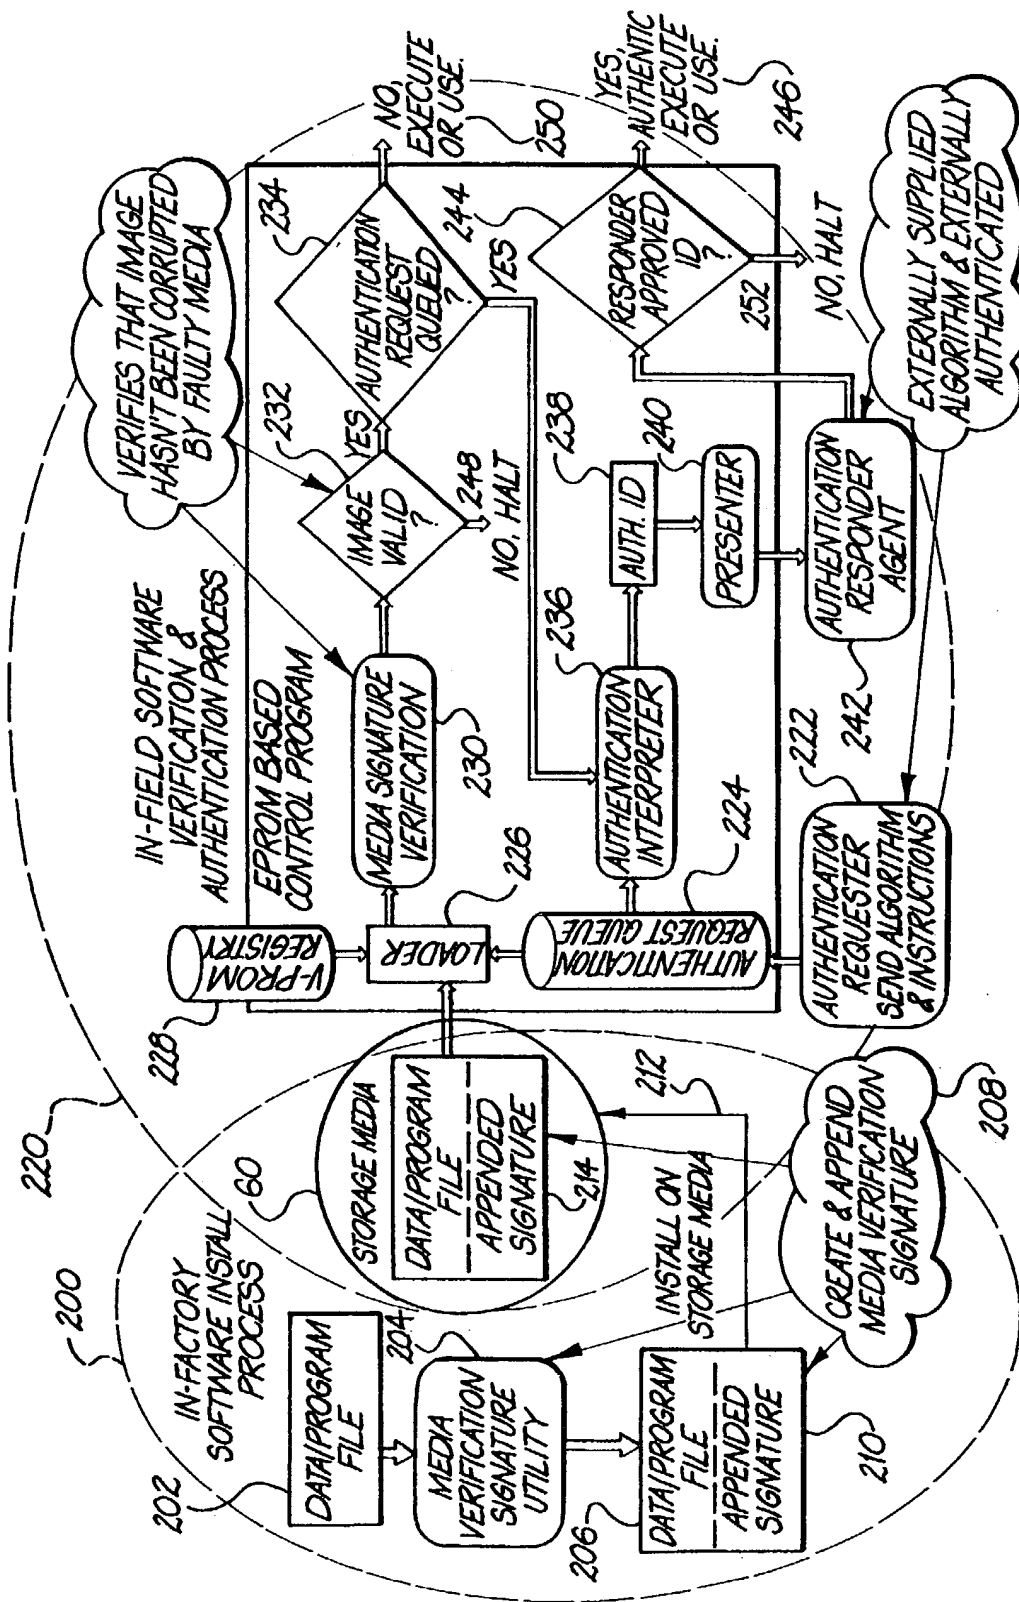 200
IN-FACTORY
SOFTWARE INSTALL
PROCESS
202
DATA/PROGRAM
FILE
204
MEDIA
VERIFICATION
SIGNATURE
UTILITY
206
DATA/PROGRAM
FILE
APPENDED
SIGNATURE
210
INSTALL ON
STORAGE MEDIA
212
CREATE & APPEND
MEDIA VERIFICATION
SIGNATURE
208
60
STORAGE MEDIA
DATA/PROGRAM
FILE
APPENDED
SIGNATURE
214
220
IN-FIELD SOFTWARE
VERIFICATION &
AUTHENTICATION PROCESS
EPROM BASED
CONTROL PROGRAM
228
V-PROM
REGISTRY
LOADER
226
AUTHENTICATION
REQUEST QUEUE
224
AUTHENTICATION
REQUESTER
SEND ALGORITHM
& INSTRUCTIONS
222
MEDIA SIGNATURE
VERIFICATION
230
VERIFIES THAT IMAGE
HASN'T BEEN CORRUPTED
BY FAULTY MEDIA
IMAGE
VALID
?
232
YES
248
NO, HALT
AUTHENTICATION
REQUEST
QUEUED
?
234
YES
NO,
EXECUTE
OR USE.
250
AUTHENTICATION
INTERPRETER
236
AUTH. ID
238
PRESENTER
240
AUTHENTICATION
RESPONDER
AGENT
242
RESPONDER
APPROVED
ID
?
244
YES,
AUTHENTIC
EXECUTE
OR USE.
246
252
NO, HALT
EXTERNALLY SUPPLIED
ALGORITHM & EXTERNALLY
AUTHENTICATED